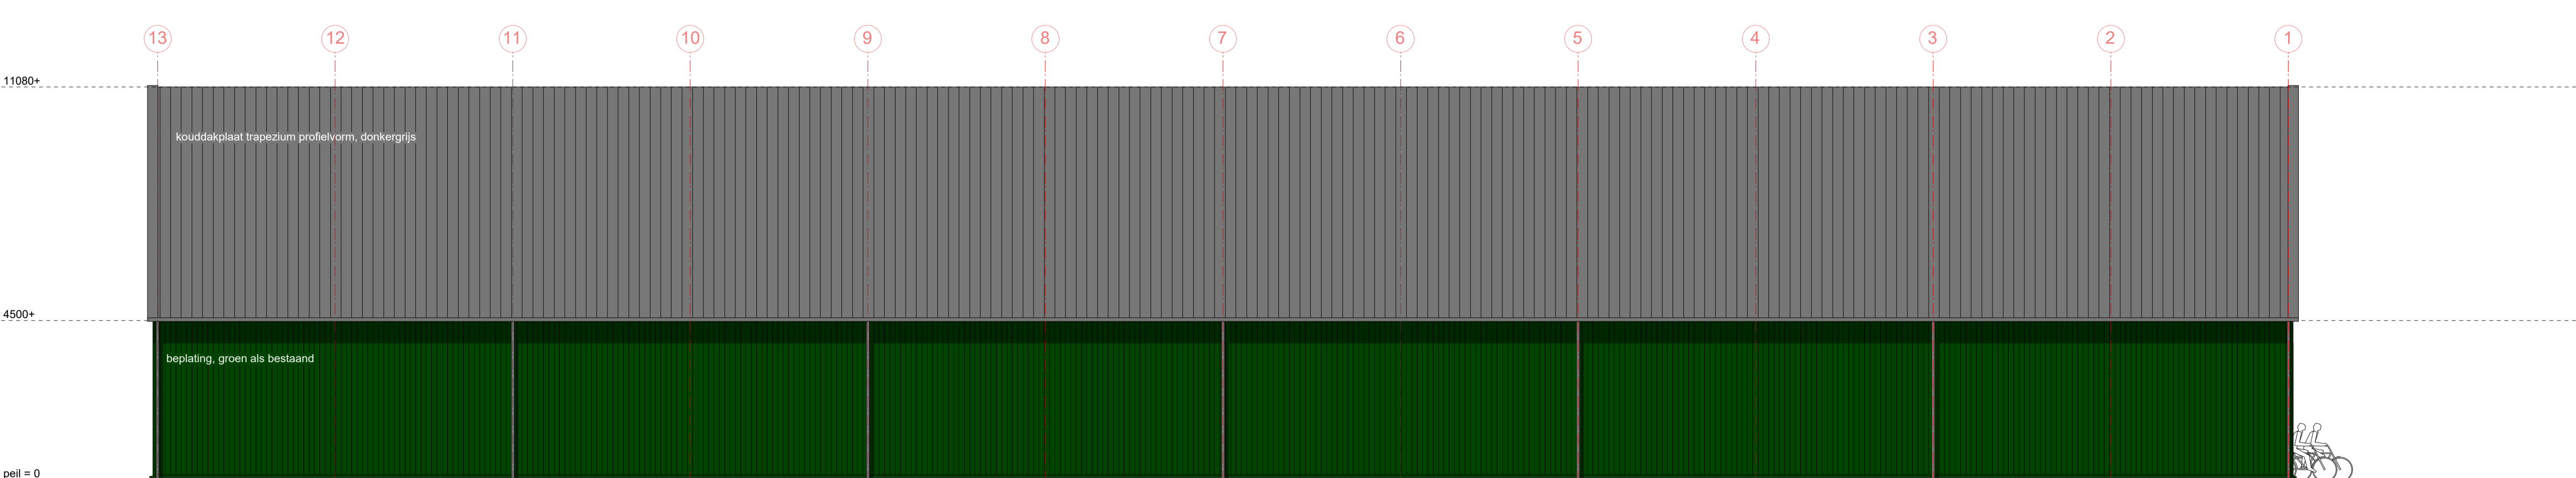 13 12 11 10 9 8 7 6 5 4 3 2 1
11080+
kouddakplaat trapezium profielvorm, donkergrijs
4500+
beplating, groen als bestaand
peil = 0